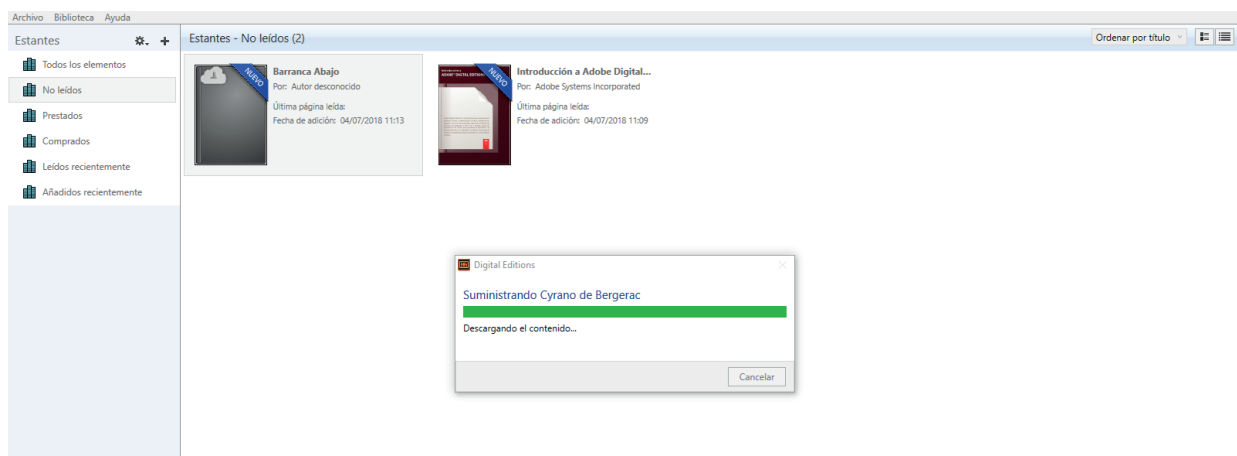 Archivo Biblioteca Ayuda
Estantes
Estantes - No leídos (2)
Ordenar por título
Todos los elementos
No leídos
Prestados
Comprados
Leídos recientemente
Añadidos recientemente
NUEVO
Barranca Abajo
Por: Autor desconocido
Última página leída:
Fecha de adición: 04/07/2018 11:13
NUEVO
Introducción a Adobe Digital...
Por: Adobe Systems Incorporated
Última página leída:
Fecha de adición: 04/07/2018 11:09
Digital Editions
Suministrando Cyrano de Bergerac
Descargando el contenido...
Cancelar